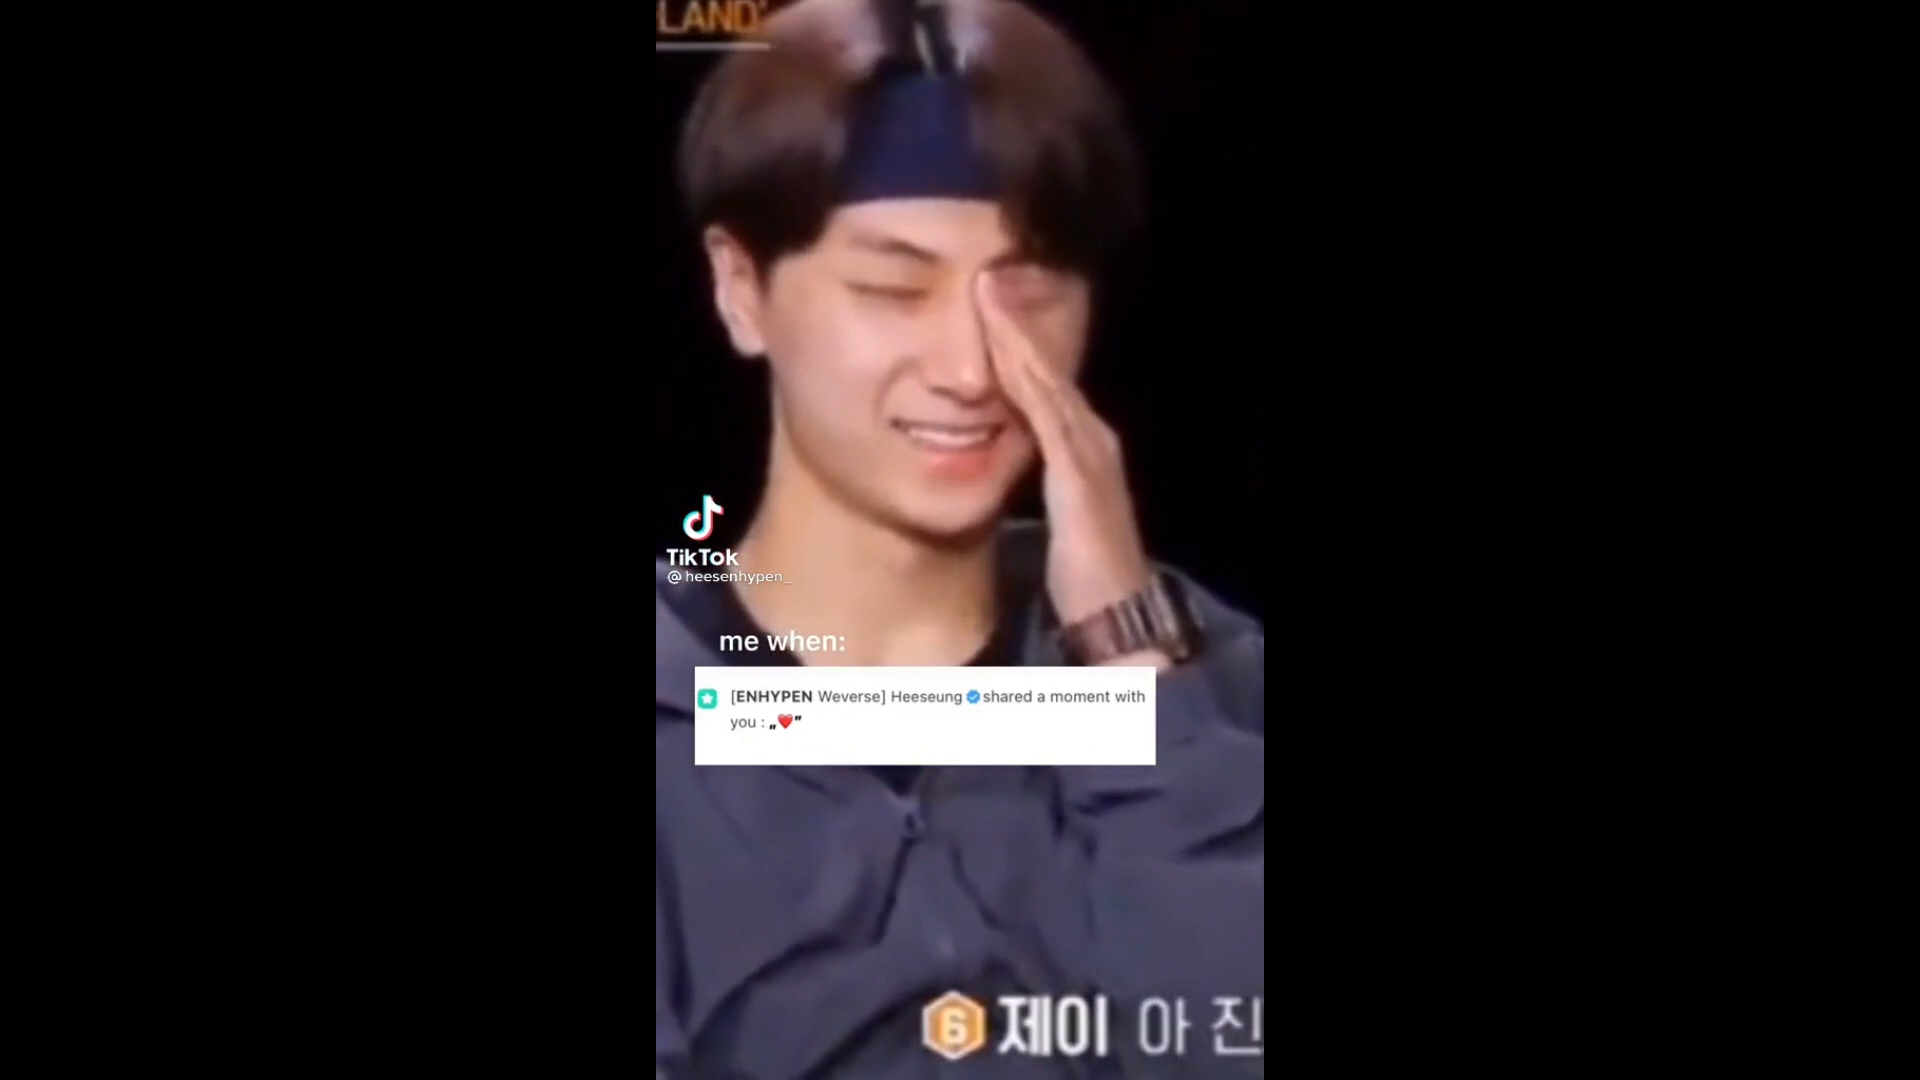 LAND'
TikTok
@heesenhypen_
me when:
[ENHYPEN Weverse] Heeseung shared a moment with
you : „❤️”
6 제이 아 진